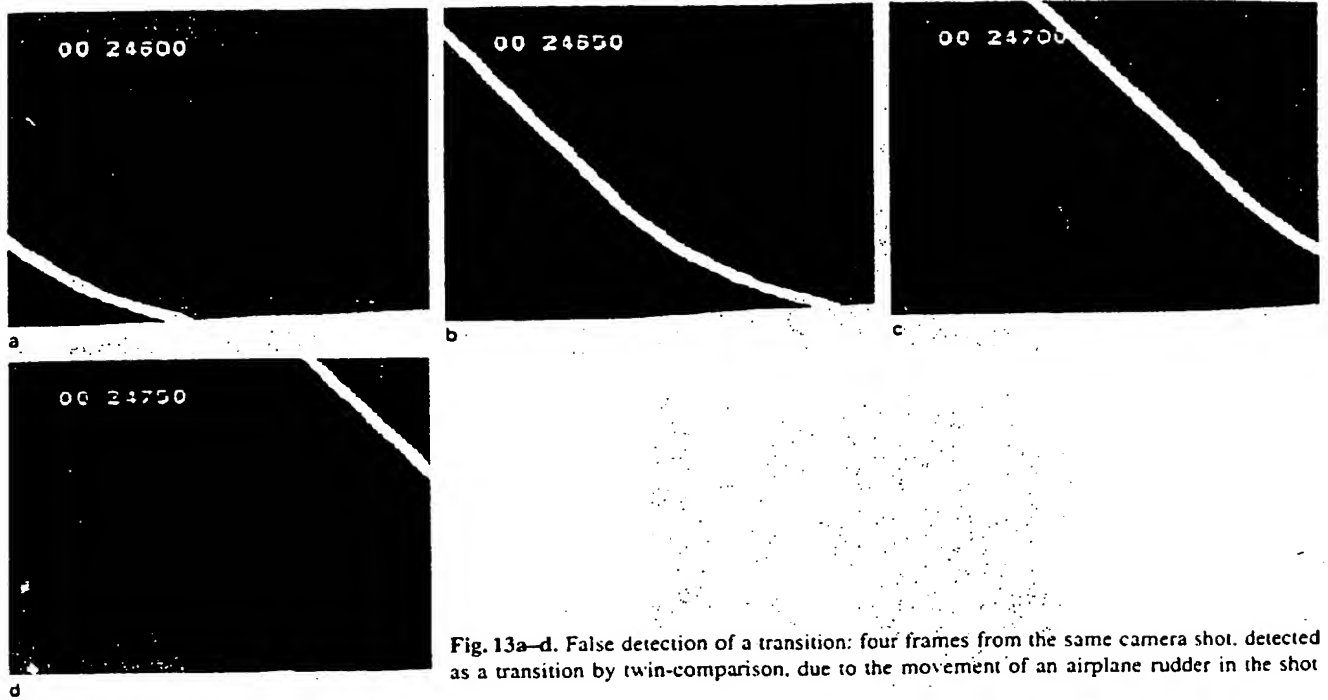 00 24600
00 24650
00 24700
a
b
c
00 24750
d
Fig. 13a–d. False detection of a transition: four frames from the same camera shot, detected
as a transition by twin-comparison, due to the movement of an airplane rudder in the shot